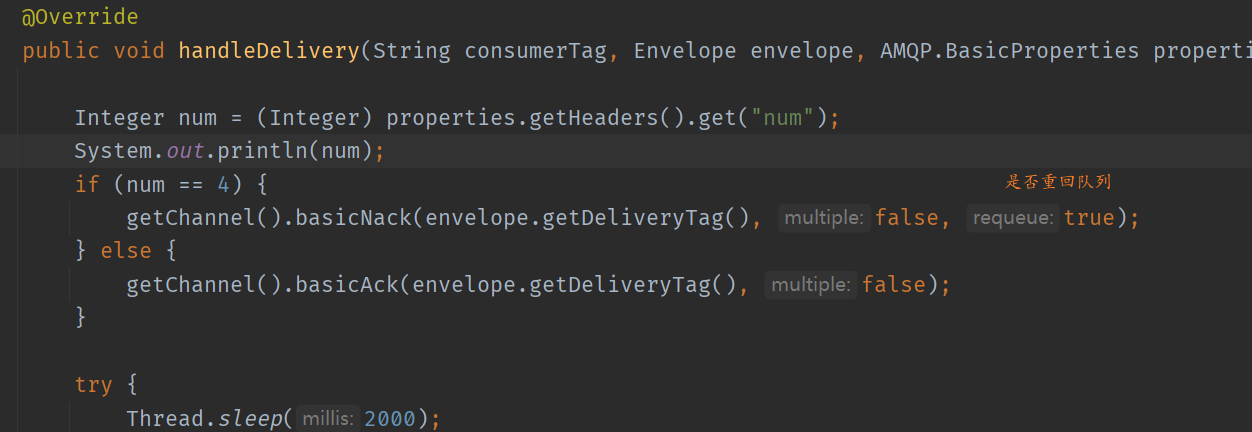 @Override
public void handleDelivery(String consumerTag, Envelope envelope, AMQP.BasicProperties properti
Integer num = (Integer) properties.getHeaders().get("num");
System.out.println(num);
if (num == 4) {
是否重回队列
getChannel().basicNack(envelope.getDeliveryTag(), multiple: false, requeue: true);
} else {
getChannel().basicAck(envelope.getDeliveryTag(), multiple: false);
}
try {
Thread.sleep( millis: 2000);